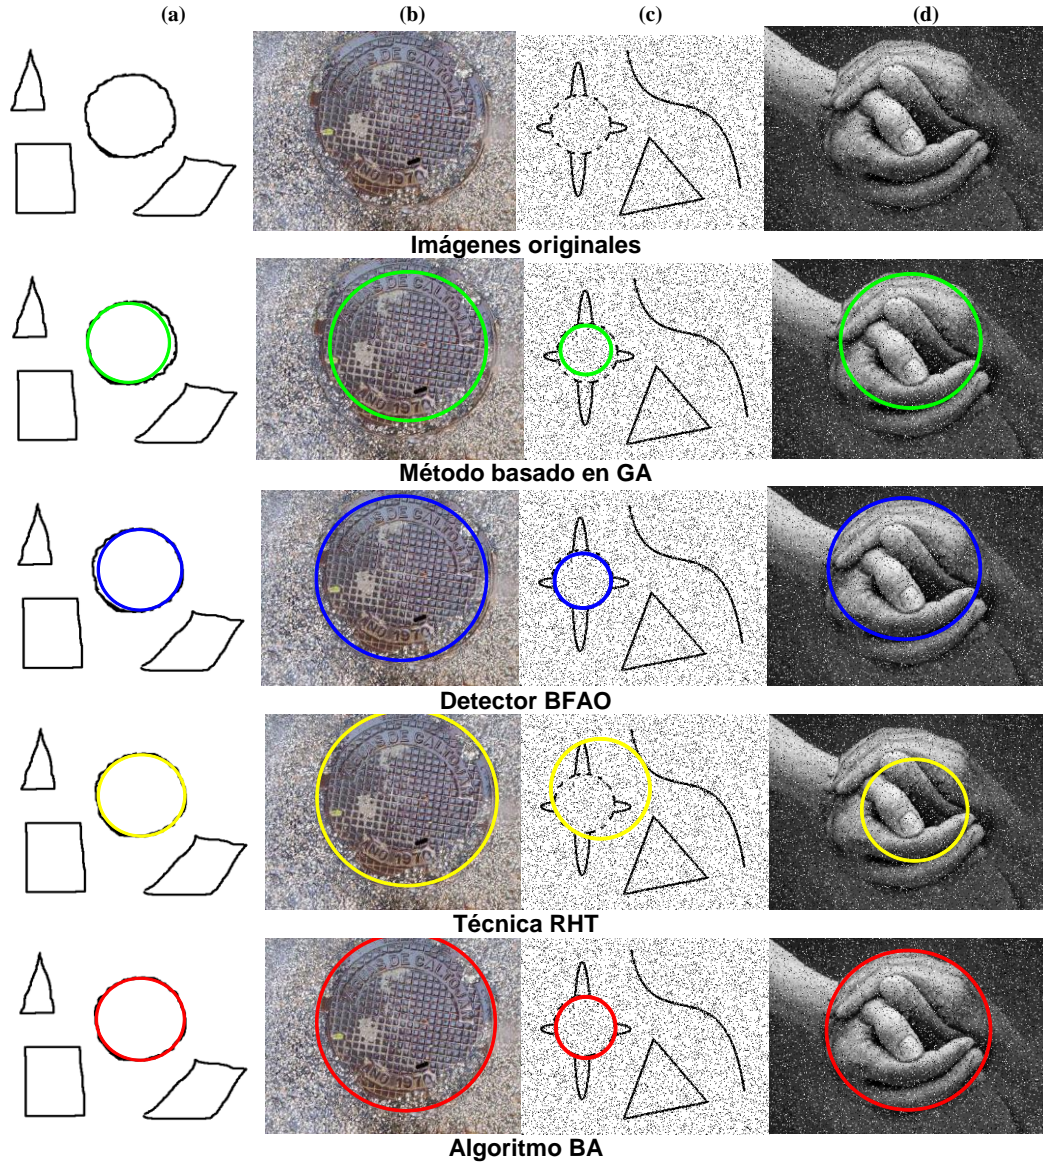 (a) (b) (c) (d)
Imágenes originales
Método basado en GA
Detector BFAO
Técnica RHT
Algoritmo BA